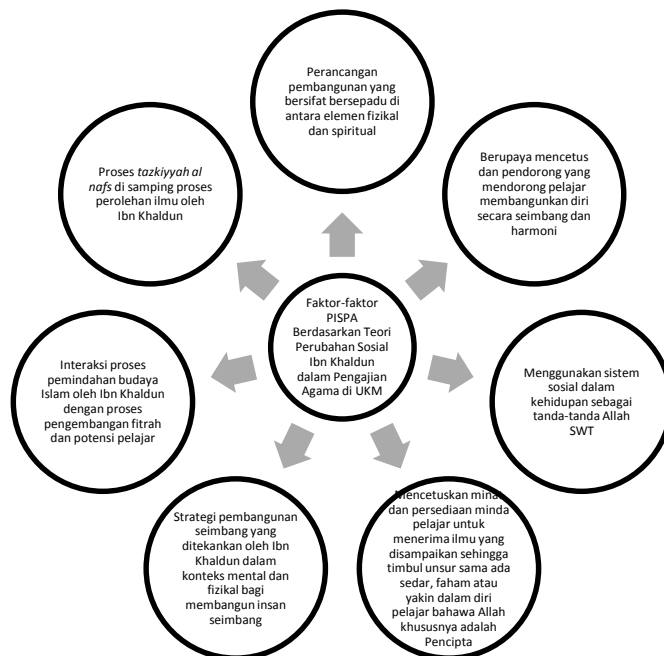 Perancangan
pembangunan yang
bersifat bersepadu di
antara elemen fizikal
dan spiritual
Berupaya mencetus
dan pendorong yang
mendorong pelajar
membangunkan diri
secara seimbang dan
harmoni
Menggunakan sistem
sosial dalam
kehidupan sebagai
tanda-tanda Allah
SWT
Mencetuskan minat
dan persediaan minda
pelajar untuk
menerima ilmu yang
disampaikan sehingga
timbul unsur sama ada
sedar, faham atau
yakin dalam diri
pelajar bahawa Allah
khususnya adalah
Pencipta
Strategi pembangunan
seimbang yang
ditekankan oleh Ibn
Khaldun dalam
konteks mental dan
fizikal bagi
membangun insan
seimbang
Interaksi proses
pemindahan budaya
Islam oleh Ibn Khaldun
dengan proses
pengembangan fitrah
dan potensi pelajar
Proses tazkiyyah al
nafs di samping proses
perolehan ilmu oleh
Ibn Khaldun
Faktor-faktor
PISPA
Berdasarkan Teori
Perubahan Sosial
Ibn Khaldun
dalam Pengajian
Agama di UKM